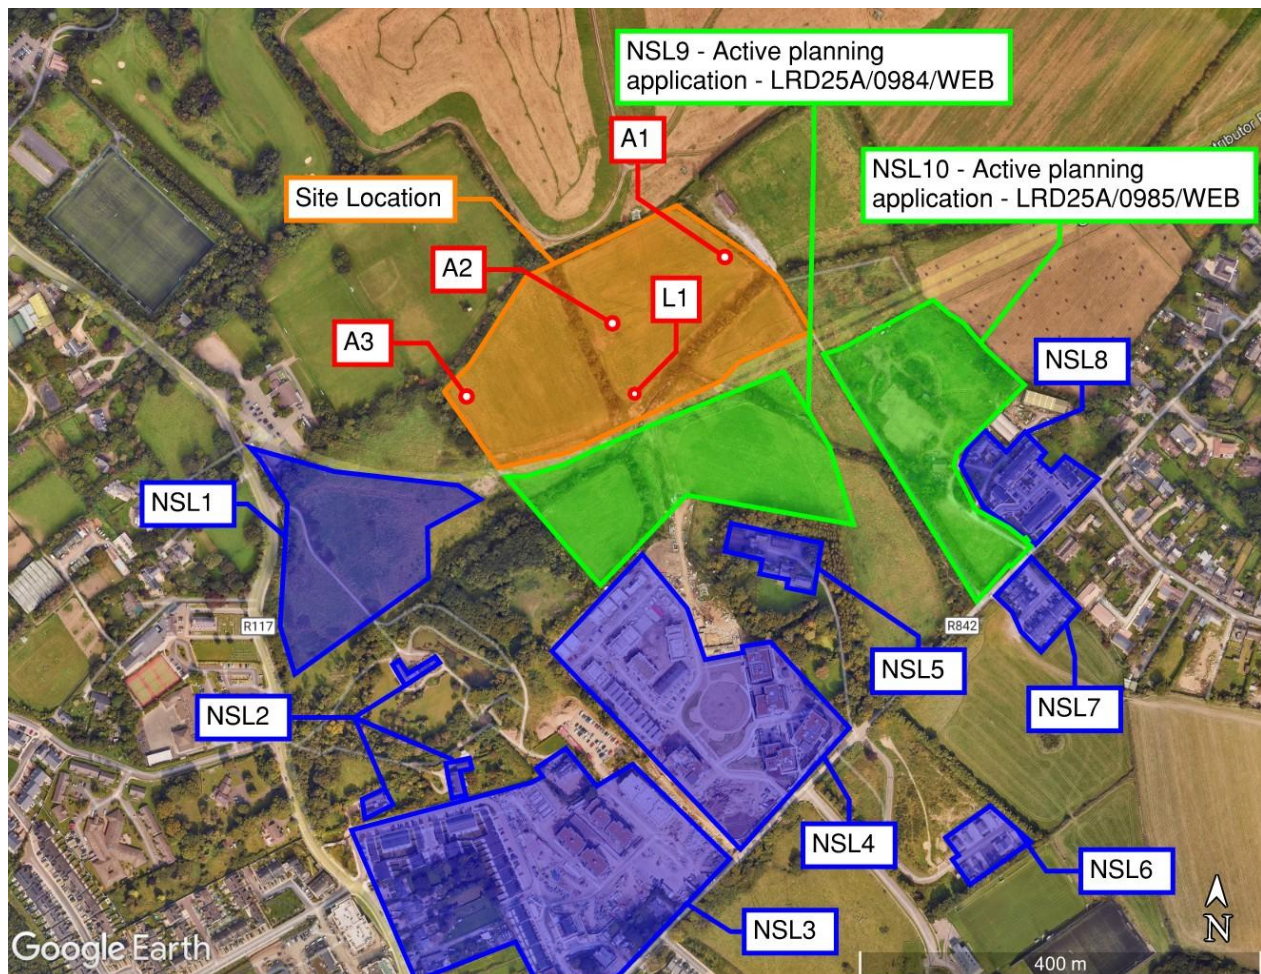 NSL9 - Active planning
application - LRD25A/0984/WEB
A1
NSL10 - Active planning
application - LRD25A/0985/WEB
Site Location
A2
L1
A3
NSL8
NSL1
R117
R842
NSL5
NSL2
NSL7
NSL4
NSL6
NSL3
N
Google Earth
400 m